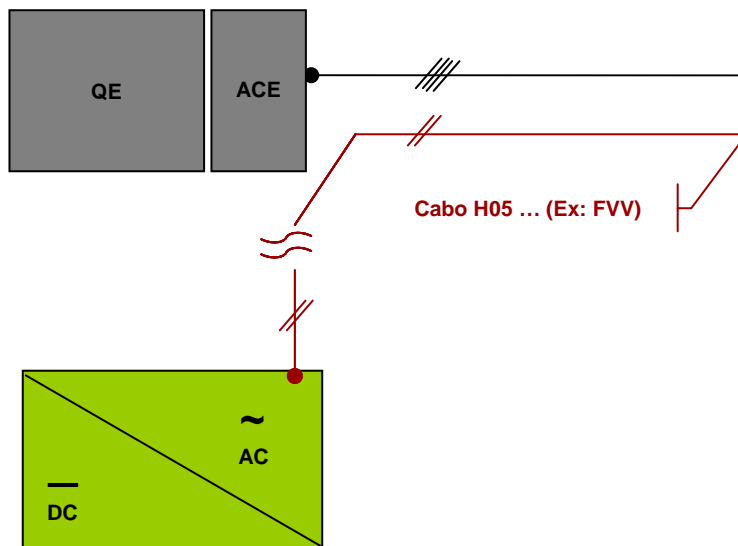 QE
ACE
Cabo H05 … (Ex: FVV)
~
AC
DC